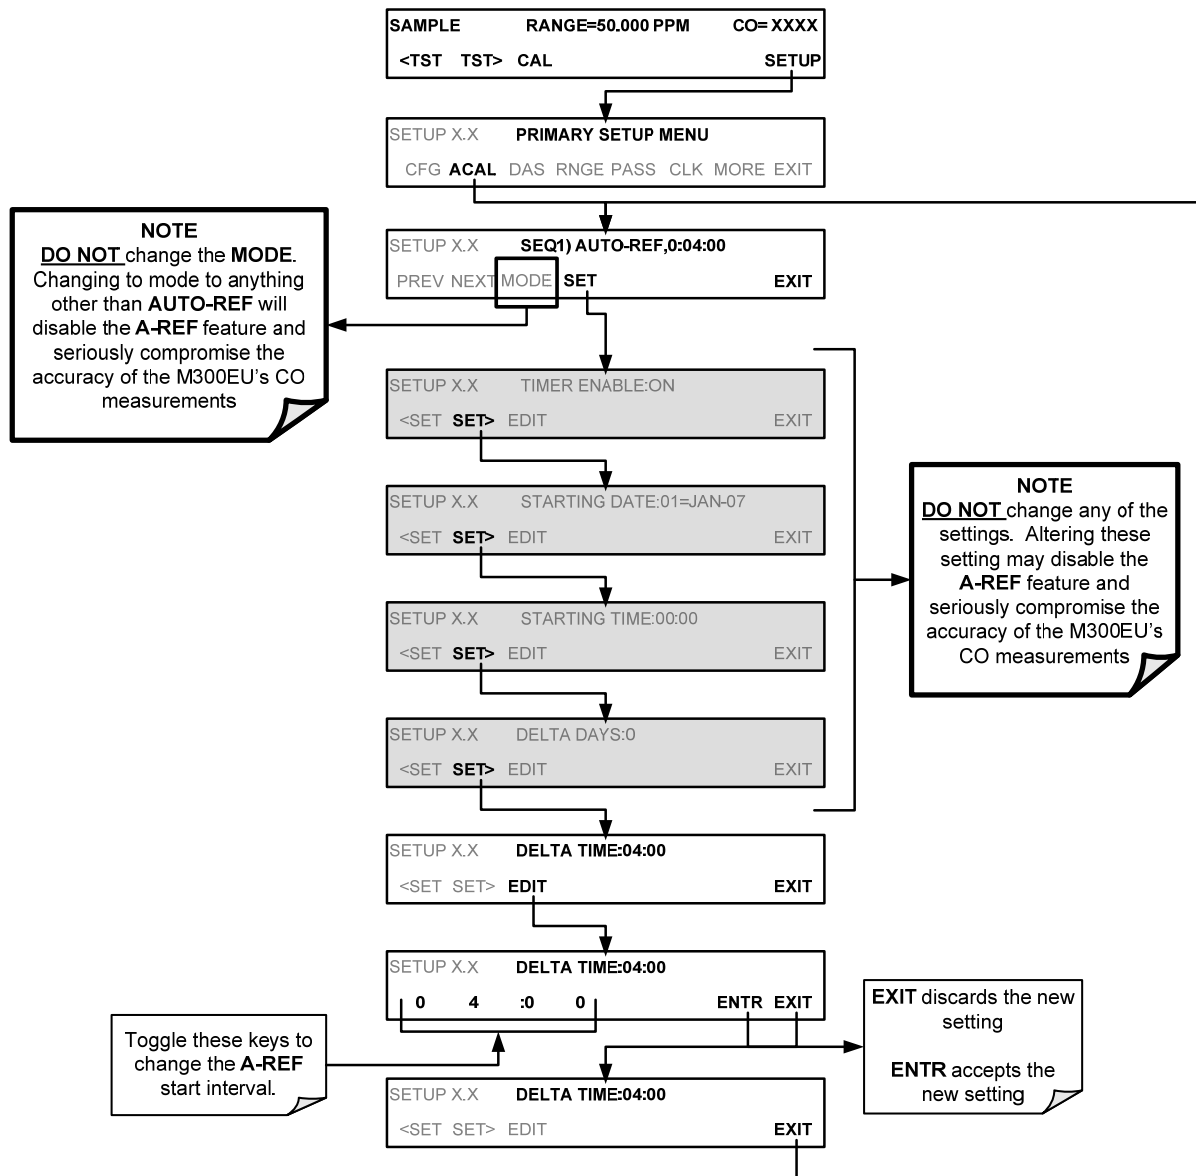 SAMPLE RANGE=50.000 PPM CO= XXXX
<TST TST> CAL SETUP
SETUP X.X PRIMARY SETUP MENU
CFG ACAL DAS RNGE PASS CLK MORE EXIT
NOTE
DO NOT change the MODE.
Changing to mode to anything
other than AUTO-REF will
disable the A-REF feature and
seriously compromise the
accuracy of the M300EU's CO
measurements
SETUP X.X SEQ1) AUTO-REF,0:04:00
PREV NEXT MODE SET EXIT
SETUP X.X TIMER ENABLE:ON
<SET SET> EDIT EXIT
SETUP X.X STARTING DATE:01=JAN-07
<SET SET> EDIT EXIT
NOTE
DO NOT change any of the
settings. Altering these
setting may disable the
A-REF feature and
seriously compromise the
accuracy of the M300EU's
CO measurements
SETUP X.X STARTING TIME:00:00
<SET SET> EDIT EXIT
SETUP X.X DELTA DAYS:0
<SET SET> EDIT EXIT
SETUP X.X DELTA TIME:04:00
<SET SET> EDIT EXIT
SETUP X.X DELTA TIME:04:00
0 4 :0 0 ENTR EXIT
Toggle these keys to
change the A-REF
start interval.
EXIT discards the new
setting
ENTR accepts the
new setting
SETUP X.X DELTA TIME:04:00
<SET SET> EDIT EXIT